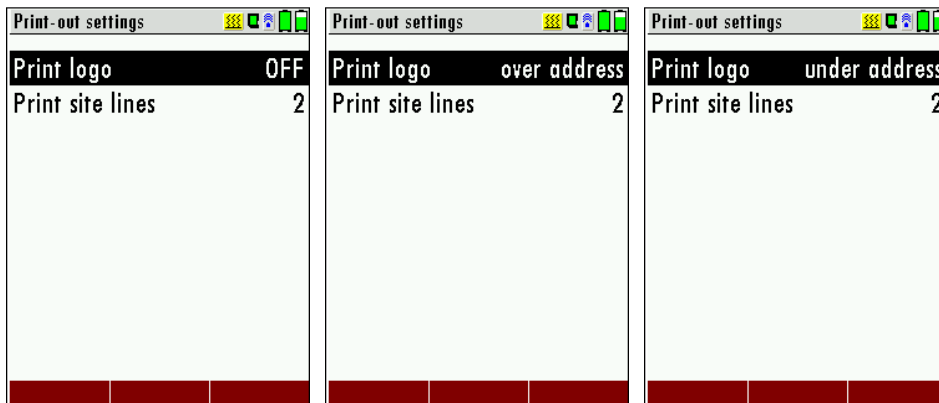 Print-out settings
Print logo OFF
Print site lines 2
Print-out settings
Print logo over address
Print site lines 2
Print-out settings
Print logo under address
Print site lines 2